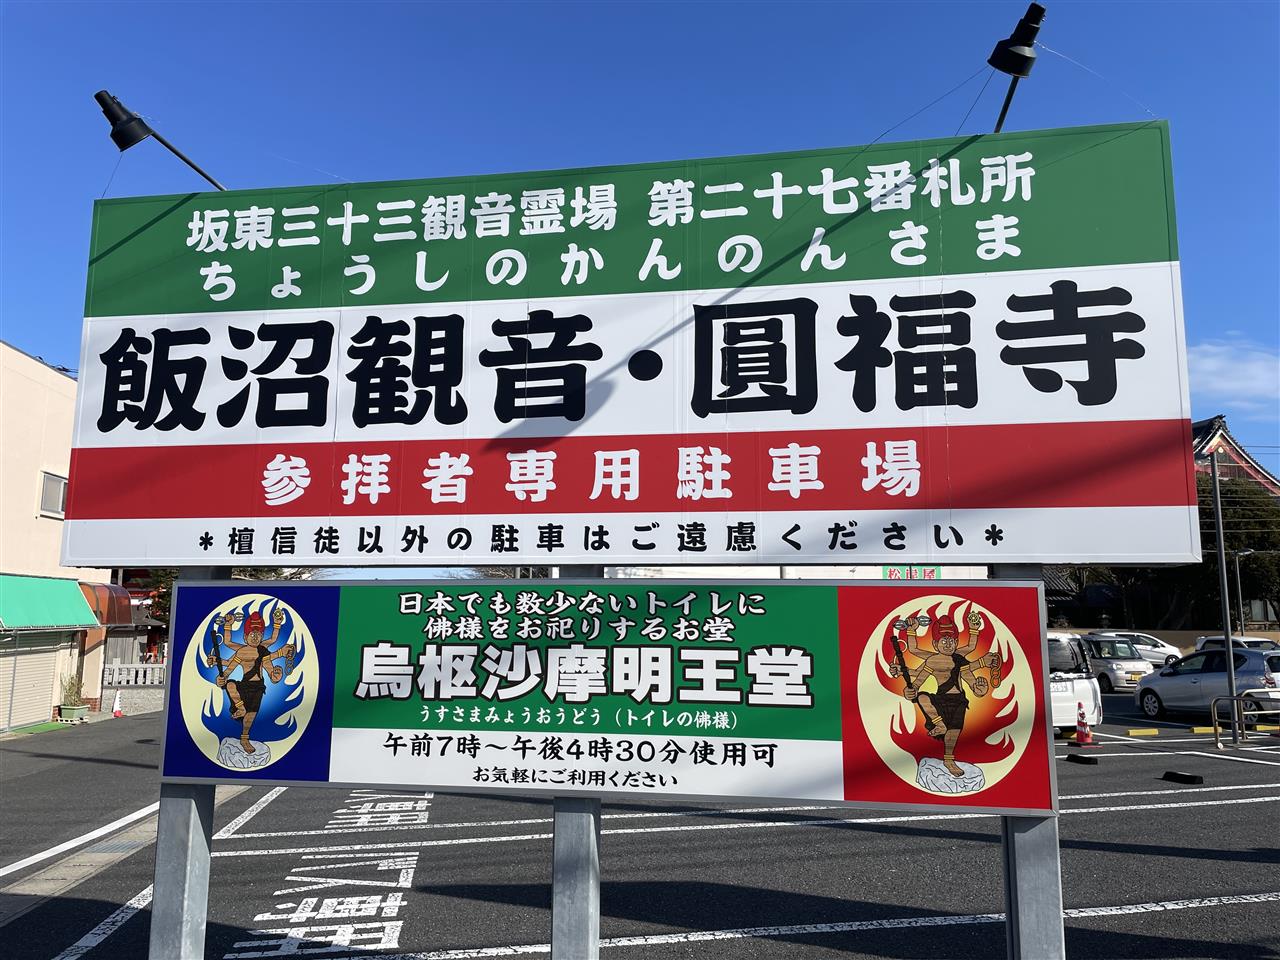 坂東三十三観音霊場 第二十七番札所
ちょうしのかんのんさま
飯沼観音・圓福寺
参拝者専用駐車場
*檀信徒以外の駐車はご遠慮ください*
日本でも数少ないトイレに
佛様をお祀りするお堂
烏枢沙摩明王堂
うすさまみょうおうどう(トイレの佛様)
午前7時～午後4時30分使用可
お気軽にご利用ください